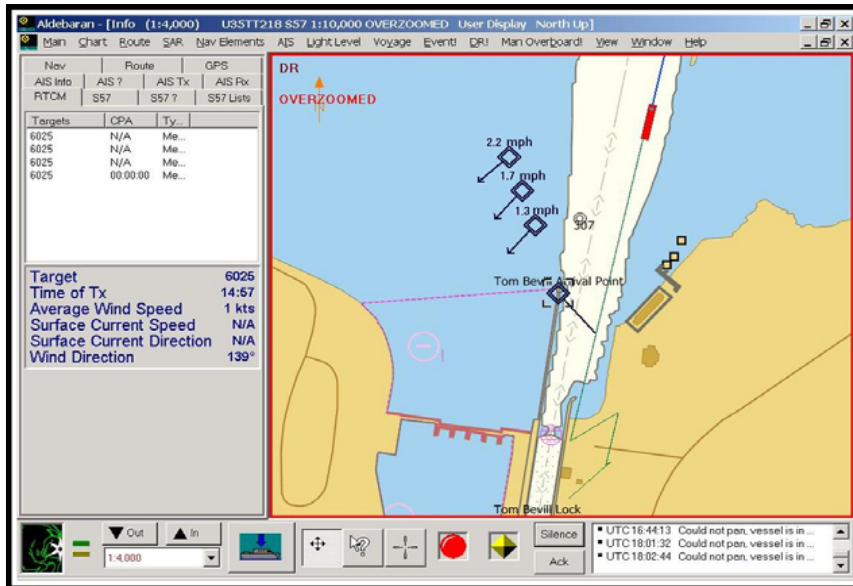 Aldebaran - [Info (1:4,000) U35TT218 S57 1:10,000 OVERZOOMED User Display North Up]
Main Chart Route SAR Nav Elements AIS Light Level Voyage Event! DR! Man Overboard! View Window Help
Nav Route GPS
AIS Info AIS ? AIS Tx AIS Rx
RTCM S57 S57 ? S57 Lists
Targets CPA Ty...
6025 N/A Me...
6025 N/A Me...
6025 N/A Me...
6025 00:00:00 Me...
Target 6025
Time of Tx 14:57
Average Wind Speed 1 kts
Surface Current Speed N/A
Surface Current Direction N/A
Wind Direction 139°
DR
OVERZOOMED
2.2 mph
1.7 mph
1.3 mph
307
Tom Bevill Arrival Point
Tom Bevill Lock
Out In
1:4,000
Silence
Ack
UTC 16:44:13 Could not pan, vessel is in ...
UTC 18:01:32 Could not pan, vessel is in ...
UTC 18:02:44 Could not pan, vessel is in ...